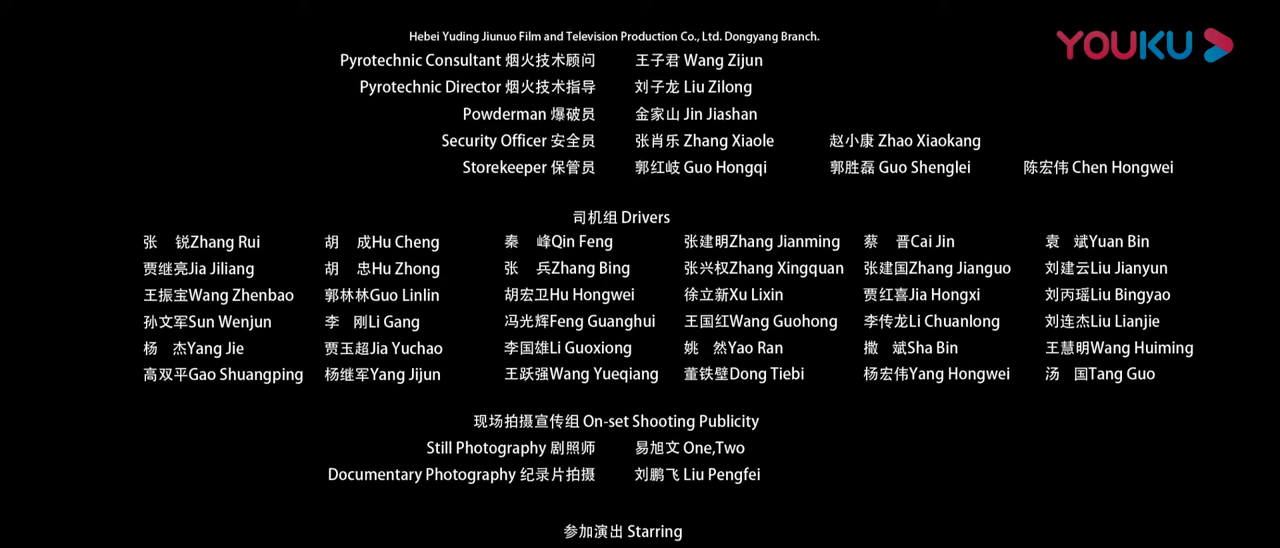 Hebei Yuding Jiunuo Film and Television Production Co., Ltd. Dongyang Branch.
YOUKU
Pyrotechnic Consultant 烟火技术顾问 王子君 Wang Zijun
Pyrotechnic Director 烟火技术指导 刘子龙 Liu Zilong
Powderman 爆破员 金家山 Jin Jiashan
Security Officer 安全员 张肖乐 Zhang Xiaole 赵小康 Zhao Xiaokang
Storekeeper 保管员 郭红岐 Guo Hongqi 郭胜磊 Guo Shenglei 陈宏伟 Chen Hongwei
司机组 Drivers
张 锐Zhang Rui 胡 成Hu Cheng 秦 峰Qin Feng 张建明Zhang Jianming 蔡 晋Cai Jin 袁 斌Yuan Bin
贾继亮Jia Jiliang 胡 忠Hu Zhong 张 兵Zhang Bing 张兴权Zhang Xingquan 张建国Zhang Jianguo 刘建云Liu Jianyun
王振宝Wang Zhenbao 郭林林Guo Linlin 胡宏卫Hu Hongwei 徐立新Xu Lixin 贾红喜Jia Hongxi 刘丙瑶Liu Bingyao
孙文军Sun Wenjun 李 刚Li Gang 冯光辉Feng Guanghui 王国红Wang Guohong 李传龙Li Chuanlong 刘连杰Liu Lianjie
杨 杰Yang Jie 贾玉超Jia Yuchao 李国雄Li Guoxiong 姚 然Yao Ran 撒 斌Sha Bin 王慧明Wang Huiming
高双平Gao Shuangping 杨继军Yang Jijun 王跃强Wang Yueqiang 董铁壁Dong Tiebi 杨宏伟Yang Hongwei 汤 国Tang Guo
现场拍摄宣传组 On-set Shooting Publicity
Still Photography 剧照师 易旭文 One,Two
Documentary Photography 纪录片拍摄 刘鹏飞 Liu Pengfei
参加演出 Starring